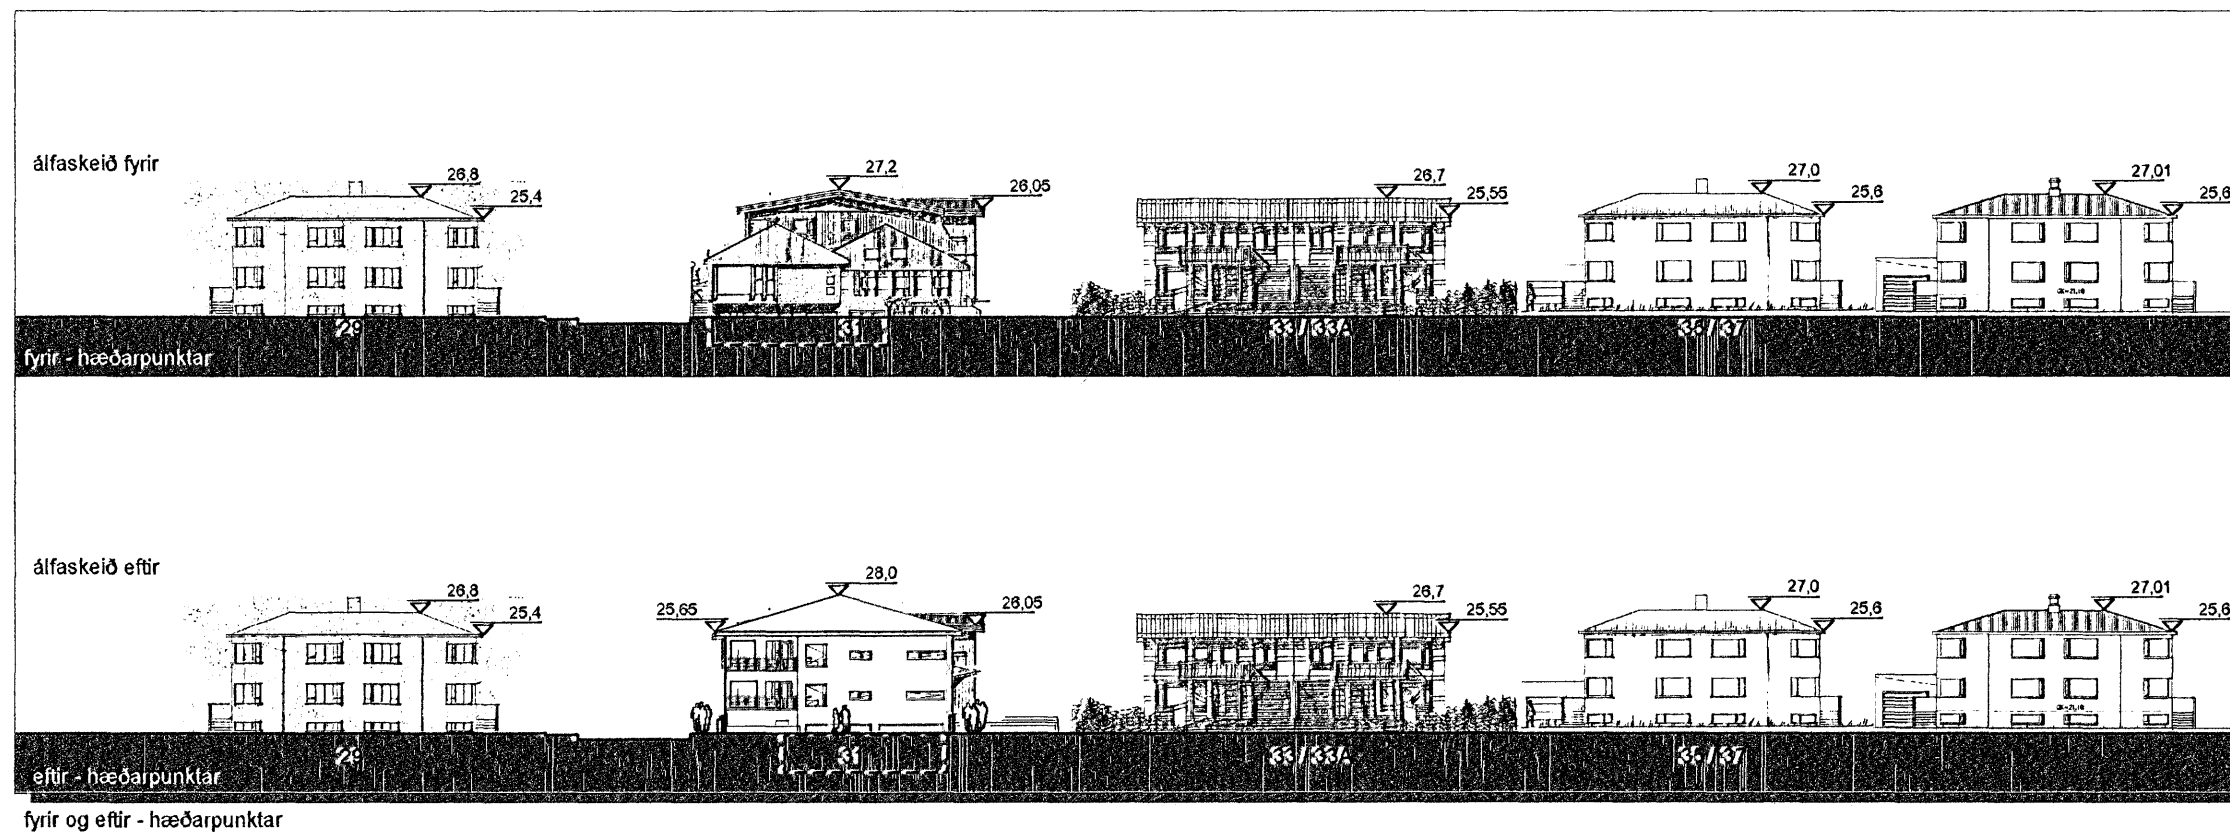 álfaskeið fyrir
26,8
25,4
27,2
26,05
26,7
25,55
27,0
25,6
27,01
25,6
29
31
33 / 33A
35 / 37
fyrir - hæðarpunktar
álfaskeið eftir
26,8
25,4
25,65
28,0
26,05
26,7
25,55
27,0
25,6
27,01
25,6
29
31
33 / 33A
35 / 37
eftir - hæðarpunktar
fyrir og eftir - hæðarpunktar